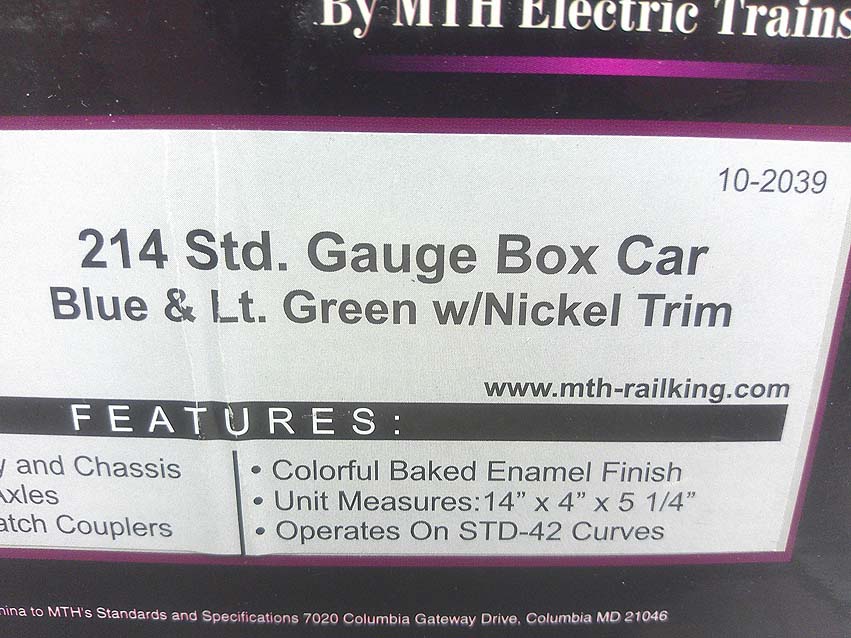 By MTH Electric Trains
10-2039
214 Std. Gauge Box Car
Blue & Lt. Green w/Nickel Trim
www.mth-railking.com
FEATURES:
and Chassis
Axles
Couplers
• Colorful Baked Enamel Finish
• Unit Measures:14” x 4” x 5 1/4”
• Operates On STD-42 Curves
to MTH's Standards and Specifications 7020 Columbia Gateway Drive, Columbia MD 21046